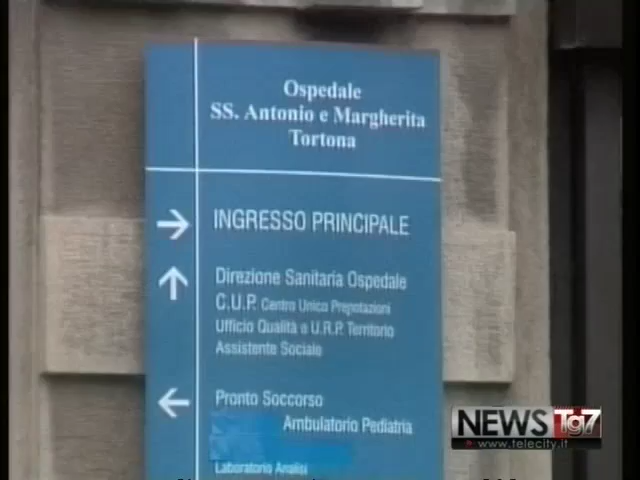 Ospedale
SS. Antonio e Margherita
Tortona
INGRESSO PRINCIPALE
Direzione Sanitaria Ospedale
C.U.P. Centro Unico Prenotazioni
Ufficio Qualità e U.R.P. Territorio
Assistente Sociale
Pronto Soccorso
Ambulatorio Pediatria
Laboratorio Analisi
NEWS Tg7
www.telecity.it